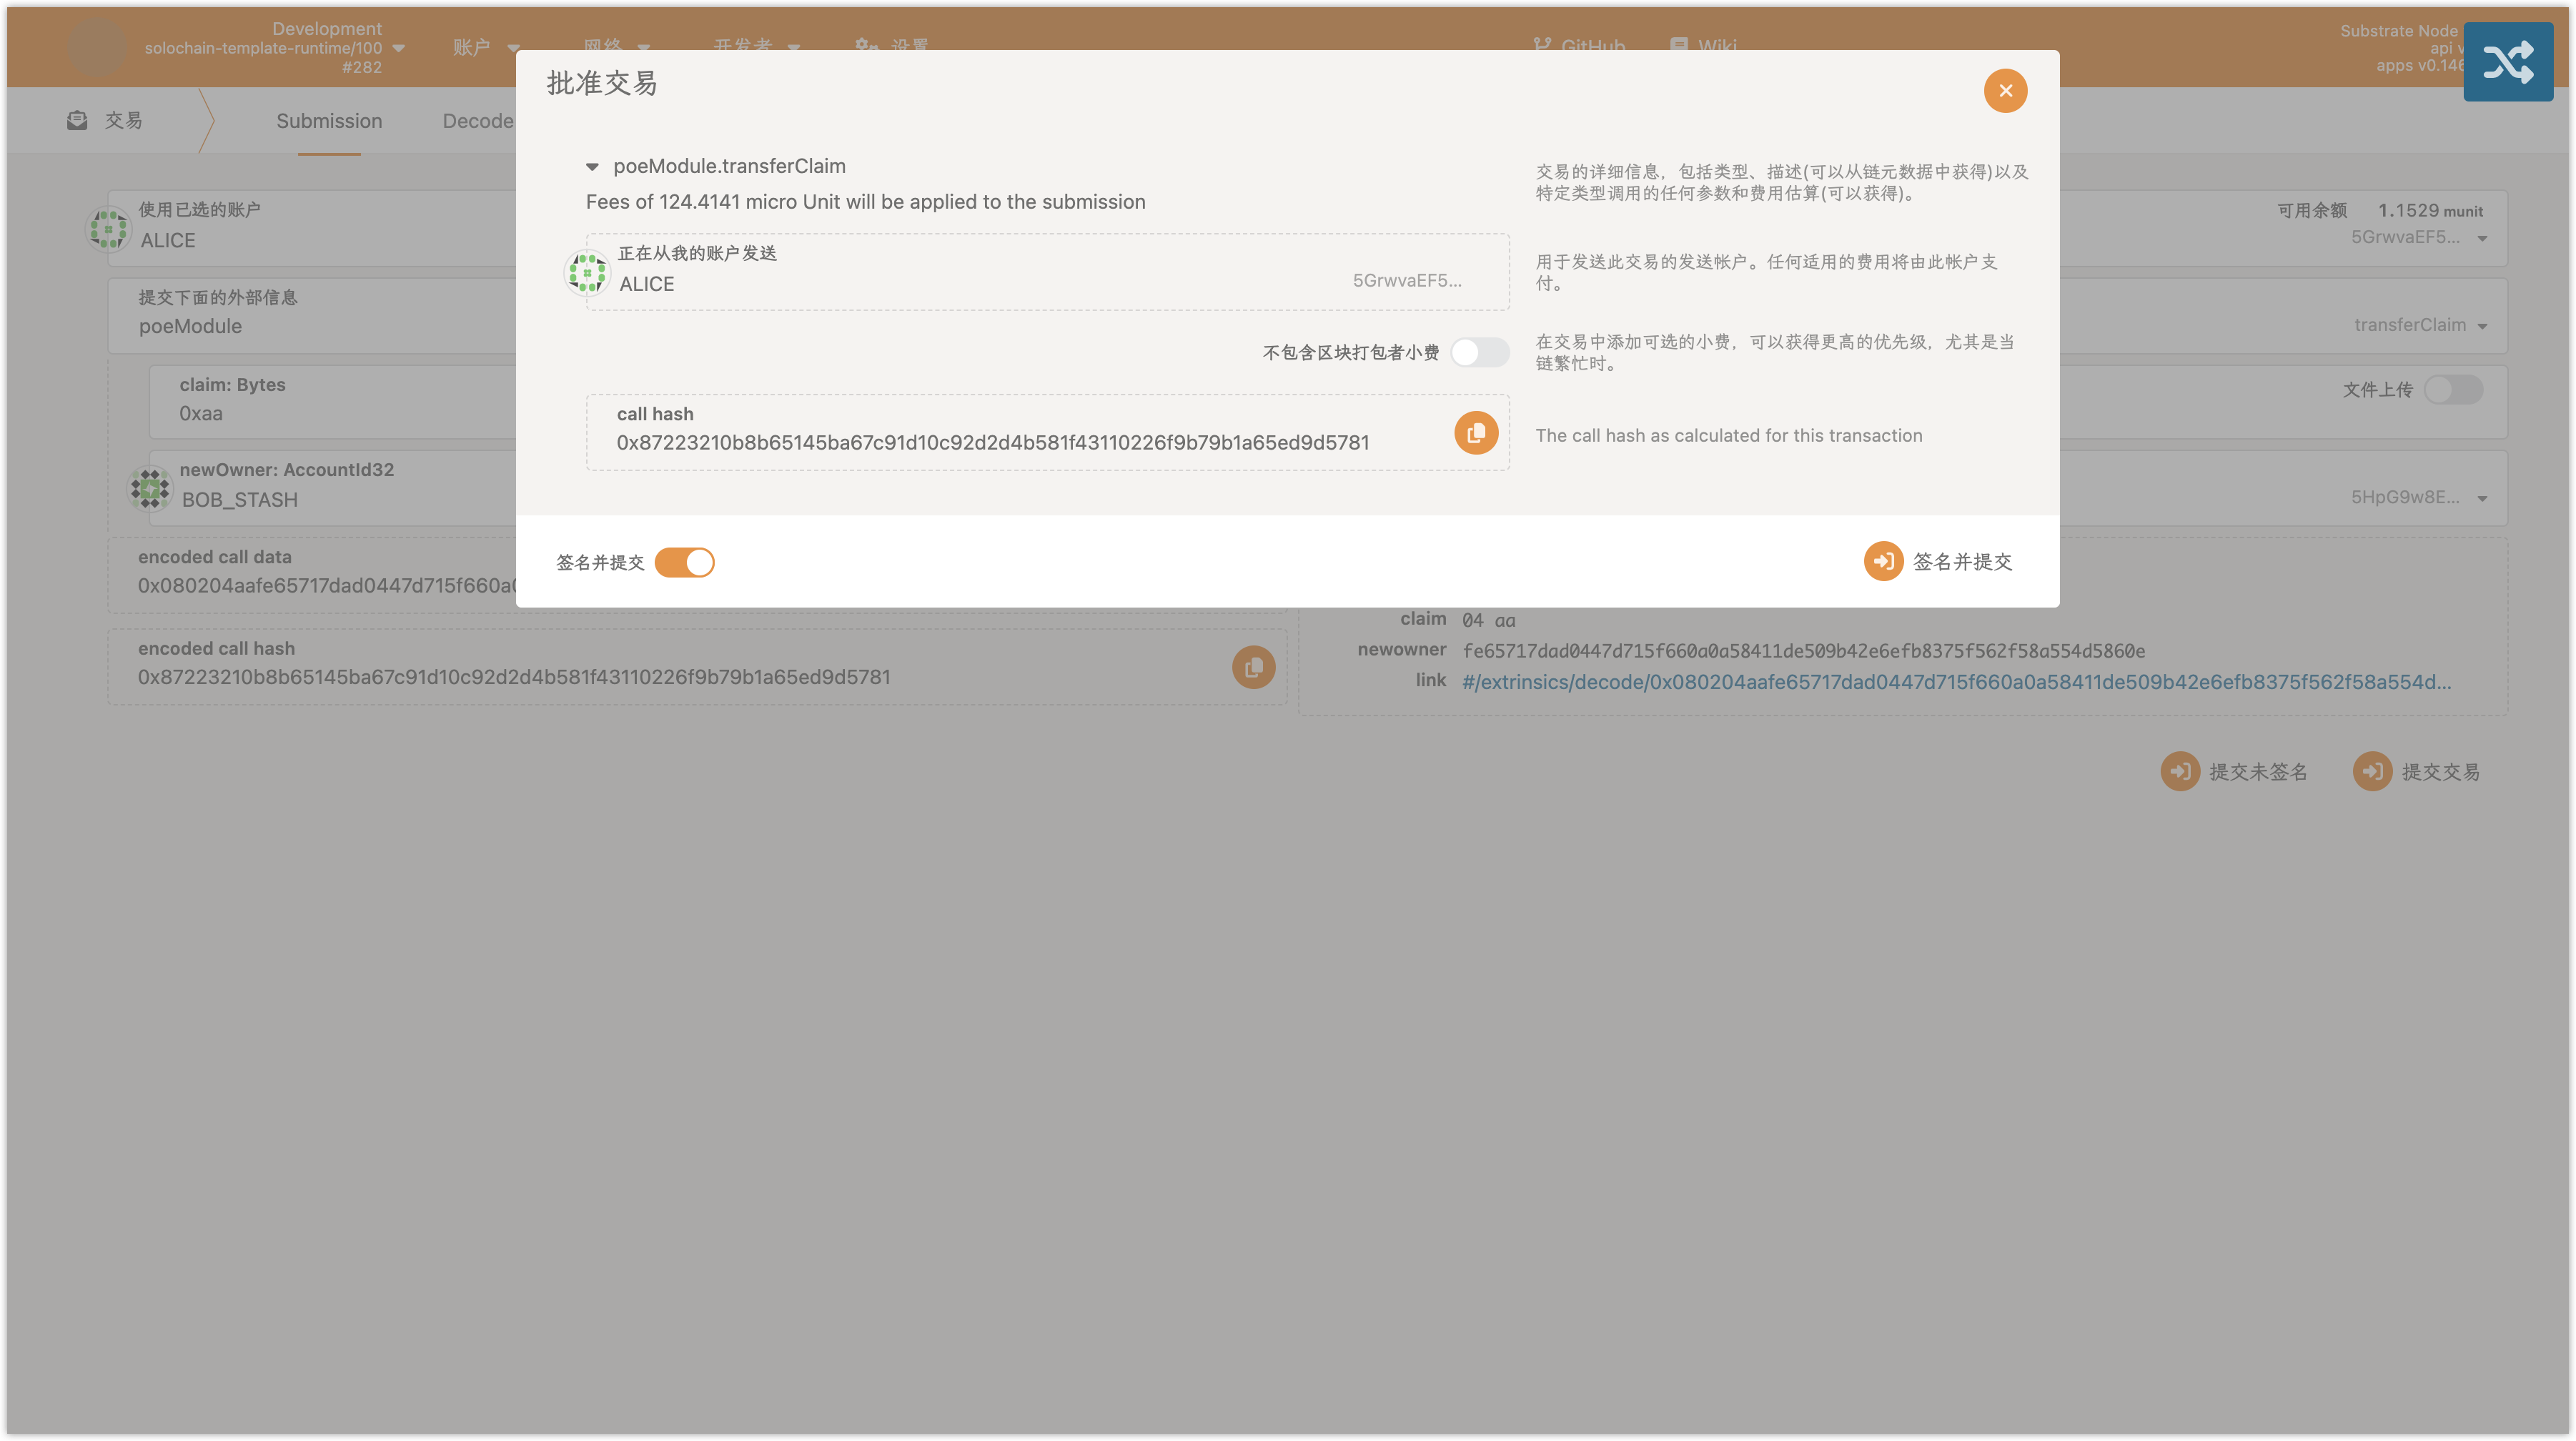 Development
solochain-template-runtime/100
#282
账户
网络
开发者
设置
GitHub
Wiki
Substrate Node
api v
apps v0.146
交易
Submission
Decode
批准交易
poeModule.transferClaim
Fees of 124.4141 micro Unit will be applied to the submission
交易的详细信息，包括类型、描述(可以从链元数据中获得)以及
特定类型调用的任何参数和费用估算(可以获得)。
正在从我的账户发送
ALICE
5GrwvaEF5...
用于发送此交易的发送帐户。任何适用的费用将由此帐户支
付。
不包含区块打包者小费
在交易中添加可选的小费，可以获得更高的优先级，尤其是当
链繁忙时。
call hash
0x87223210b8b65145ba67c91d10c92d2d4b581f43110226f9b79b1a65ed9d5781
The call hash as calculated for this transaction
签名并提交
签名并提交
使用已选的账户
ALICE
可用余额 1.1529 munit
5GrwvaEF5...
提交下面的外部信息
poeModule
transferClaim
claim: Bytes
0xaa
文件上传
newOwner: AccountId32
BOB_STASH
5HpG9w8E...
encoded call data
0x080204aafe65717dad0447d715f660a
encoded call hash
0x87223210b8b65145ba67c91d10c92d2d4b581f43110226f9b79b1a65ed9d5781
claim 04 aa
newowner fe65717dad0447d715f660a0a58411de509b42e6efb8375f562f58a554d5860e
link #/extrinsics/decode/0x080204aafe65717dad0447d715f660a0a58411de509b42e6efb8375f562f58a554d...
提交未签名
提交交易